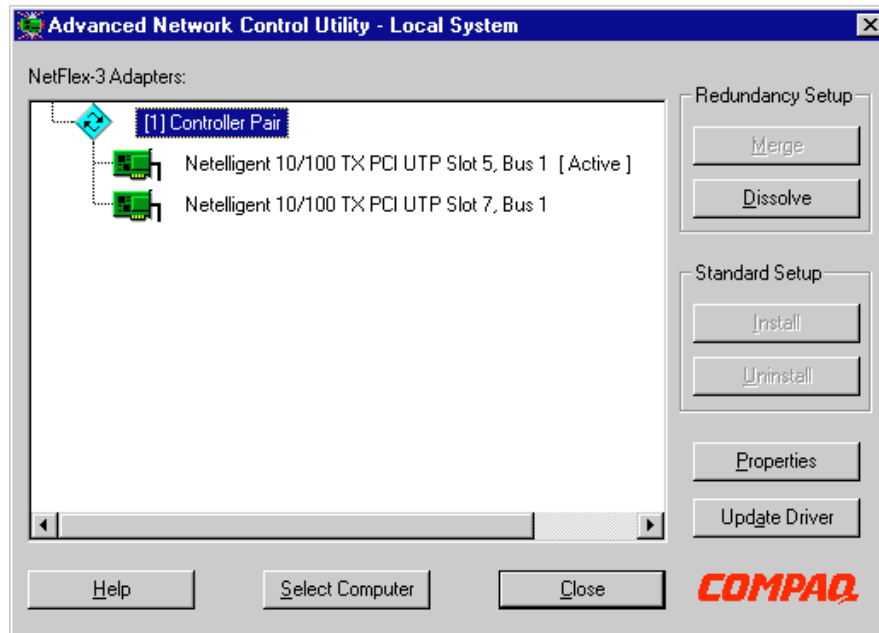 Advanced Network Control Utility - Local System
NetFlex-3 Adapters:
[1] Controller Pair
Netelligent 10/100 TX PCI UTP Slot 5, Bus 1 [ Active ]
Netelligent 10/100 TX PCI UTP Slot 7, Bus 1
Redundancy Setup
Merge
Dissolve
Standard Setup
Install
Uninstall
Properties
Update Driver
Help
Select Computer
Close
COMPAQ